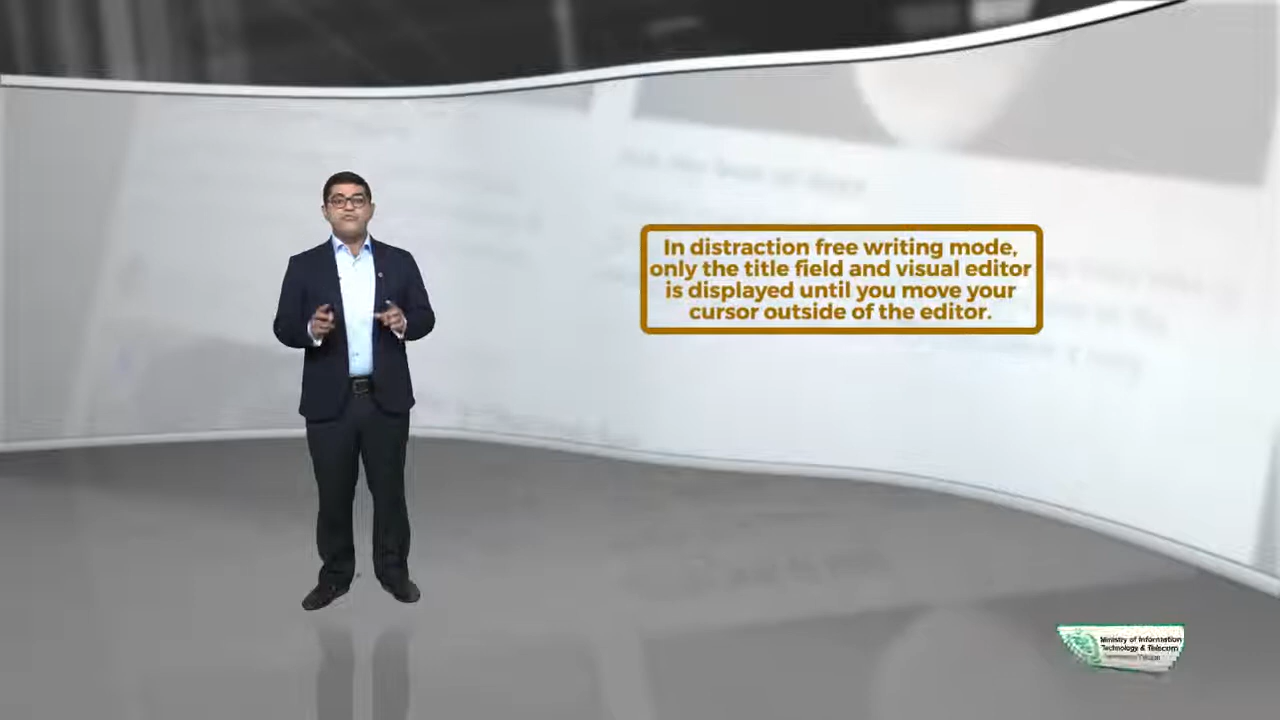 In distraction free writing mode,
only the title field and visual editor
is displayed until you move your
cursor outside of the editor.
Ministry of Information
Technology & Telecom